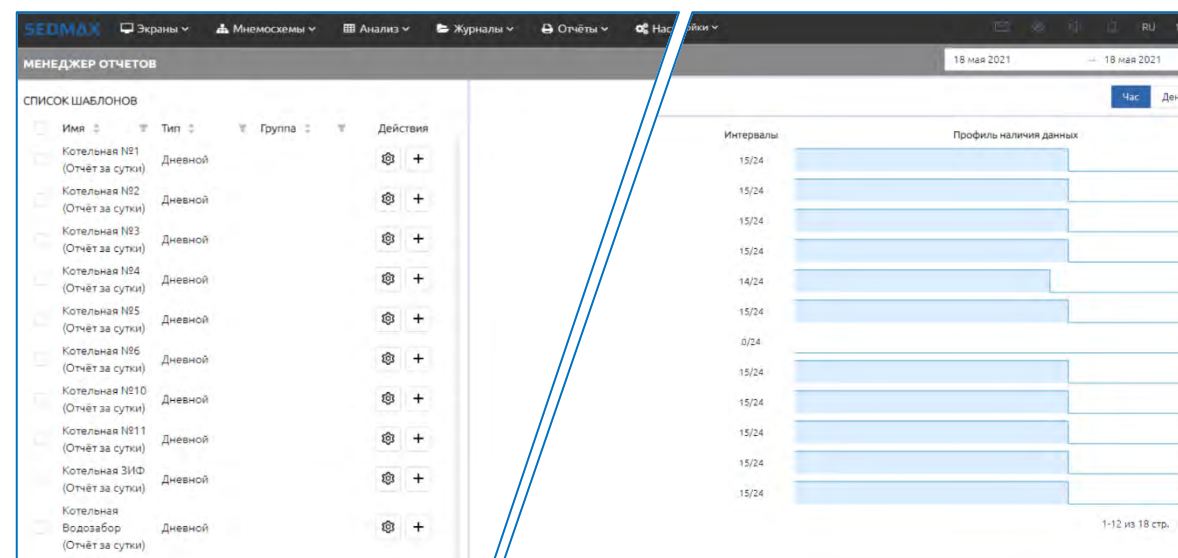 SEDMAX Экраны Мнемосхемы Анализ Журналы Отчёты Нас ойки RU
МЕНЕДЖЕР ОТЧЕТОВ 18 мая 2021 → 18 мая 2021
СПИСОК ШАБЛОНОВ
Час Ден
Имя Тип Группа Действия
Интервалы Профиль наличия данных
Котельная №1
(Отчёт за сутки) Дневной
Котельная №2
(Отчёт за сутки) Дневной
Котельная №3
(Отчёт за сутки) Дневной
Котельная №4
(Отчёт за сутки) Дневной
Котельная №5
(Отчёт за сутки) Дневной
Котельная №6
(Отчёт за сутки) Дневной
Котельная №10
(Отчёт за сутки) Дневной
Котельная №11
(Отчёт за сутки) Дневной
Котельная ЗИФ
(Отчёт за сутки) Дневной
Котельная
Водозабор Дневной
(Отчёт за сутки)
15/24
15/24
15/24
15/24
14/24
15/24
0/24
15/24
15/24
15/24
15/24
15/24
1-12 из 18 стр.